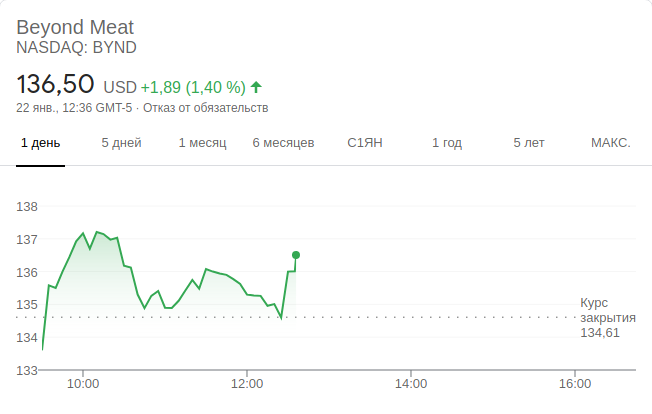 Beyond Meat
NASDAQ: BYND
136,50 USD +1,89 (1,40 %)
22 янв., 12:36 GMT-5 · Отказ от обязательств
1 день 5 дней 1 месяц 6 месяцев С1ЯН 1 год 5 лет МАКС.
138
137
136
135
134
133
Курс
закрытия
134,61
10:00 12:00 14:00 16:00